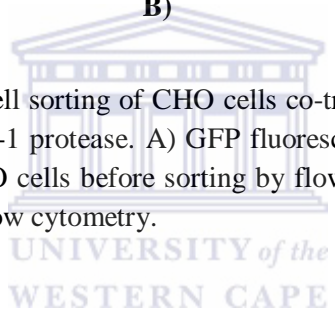 B)
ell sorting of CHO cells co-tr
-1 protease. A) GFP fluoresc
O cells before sorting by flow
ow cytometry.
UNIVERSITY of the
WESTERN CAPE